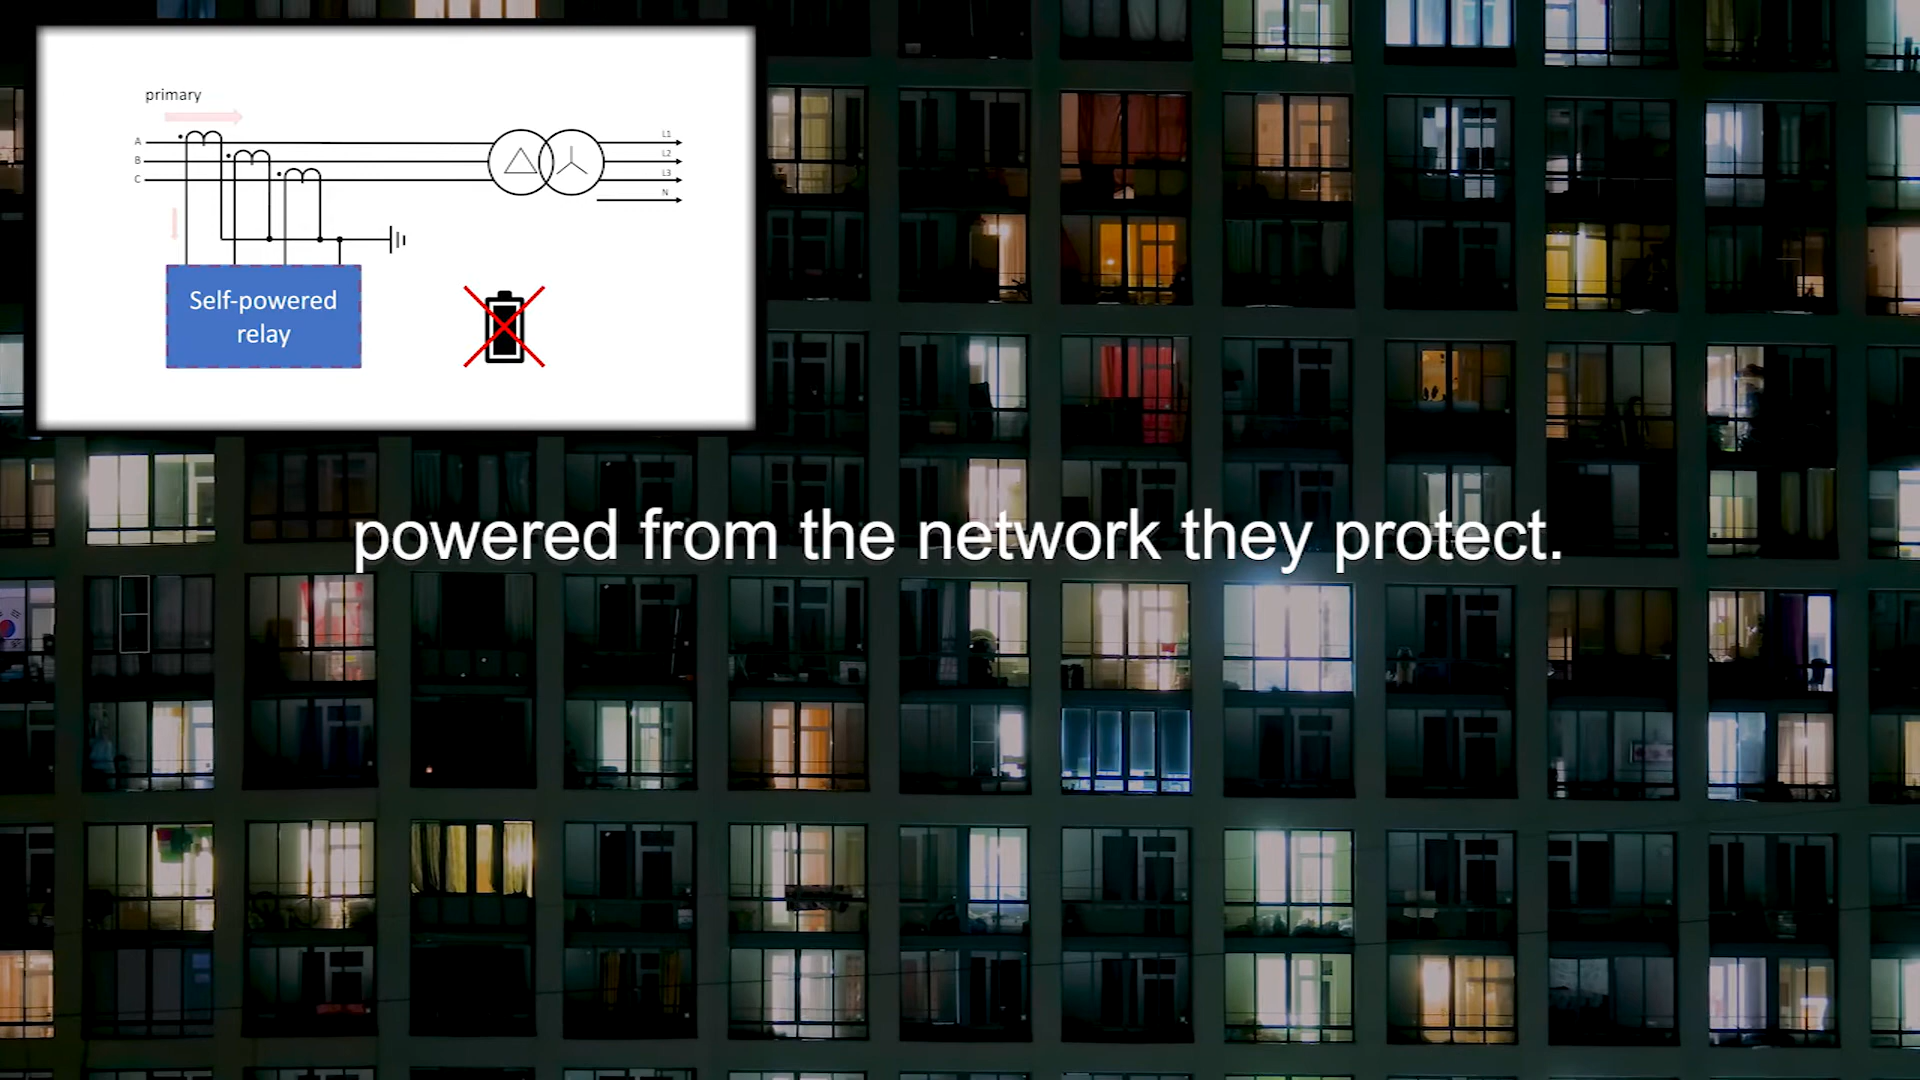 primary
A
B
C
L1
L2
L3
N
Self-powered
relay
powered from the network they protect.